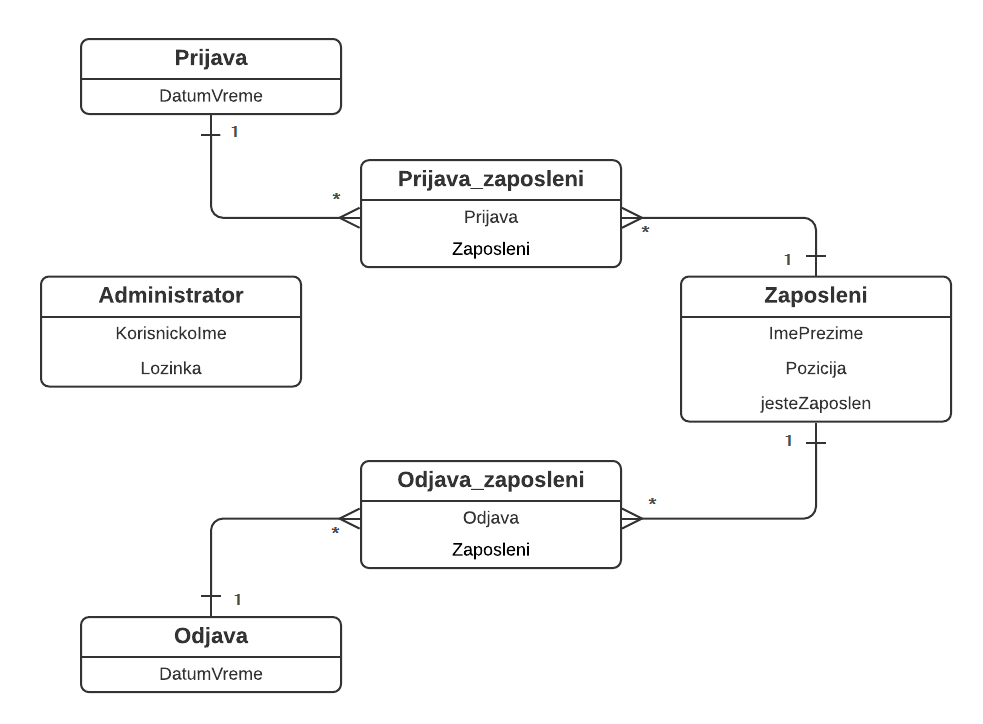 Prijava
DatumVreme
1
*
Prijava_zaposleni
Prijava
Zaposleni
*
1
Administrator
KorisnickoIme
Lozinka
Zaposleni
ImePrezime
Pozicija
jesteZaposlen
1
Odjava_zaposleni
Odjava
Zaposleni
*
*
1
Odjava
DatumVreme